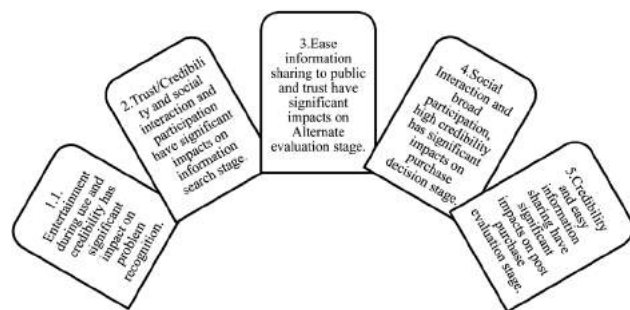 1.1.
Entertainment
during use and
credibility has
significant
impact on
problem
recognition.
2.Trust/Credibili
ty and social
interaction and
participation
have significant
impacts on
information
search stage.
3.Ease
information
sharing to public
and trust have
significant
impacts on
Alternate
evaluation stage.
4.Social
Interaction and
broad
participation,
high credibility
has significant
impacts on
purchase
decision stage.
5.Credibility
and easy
information
sharing have
significant
impacts on post
purchase
evaluation stage.